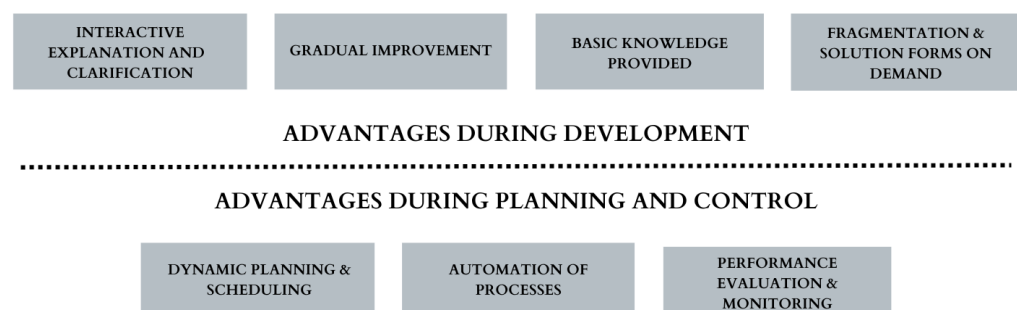 INTERACTIVE
EXPLANATION AND
CLARIFICATION
GRADUAL IMPROVEMENT
BASIC KNOWLEDGE
PROVIDED
FRAGMENTATION &
SOLUTION FORMS ON
DEMAND
ADVANTAGES DURING DEVELOPMENT
ADVANTAGES DURING PLANNING AND CONTROL
DYNAMIC PLANNING &
SCHEDULING
AUTOMATION OF
PROCESSES
PERFORMANCE
EVALUATION &
MONITORING